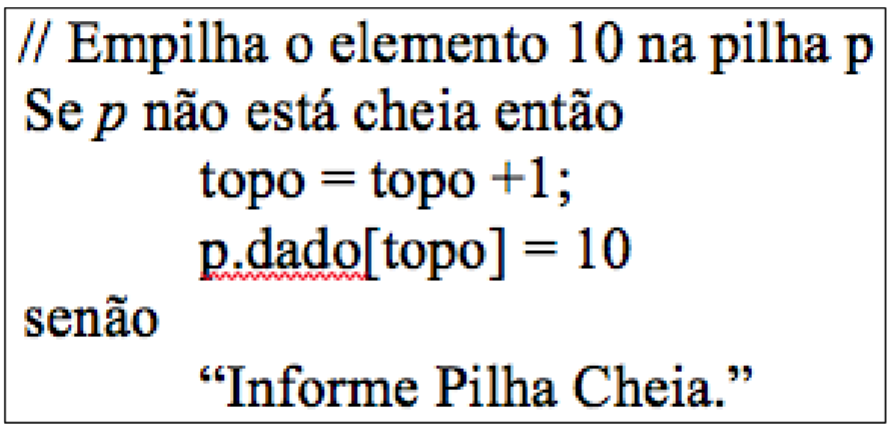 // Empilha o elemento 10 na pilha p
Se p não está cheia então
topo = topo +1;
p.dado[topo] = 10
senão
“Informe Pilha Cheia.”